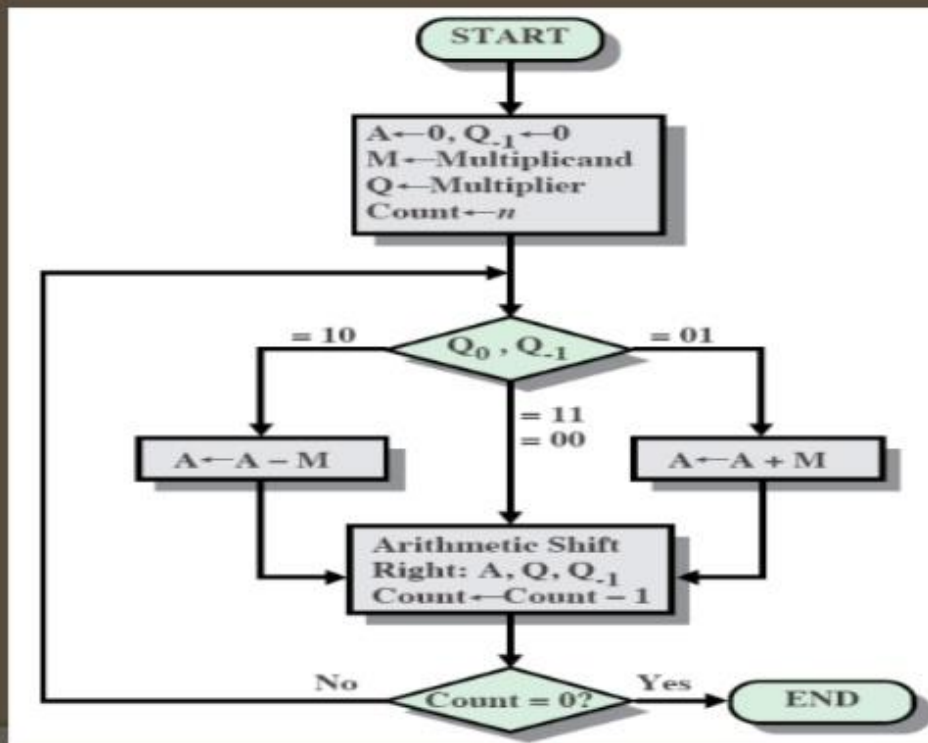 START
A←0, Q₋₁←0
M←Multiplicand
Q←Multiplier
Count←n
= 10
Q₀ , Q₋₁
= 01
= 11
= 00
A←A – M
A←A + M
Arithmetic Shift
Right: A, Q, Q₋₁
Count←Count – 1
No
Count = 0?
Yes
END